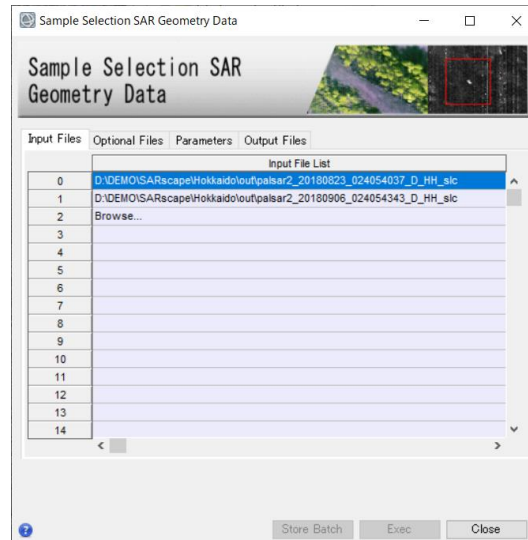 Sample Selection SAR Geometry Data
Sample Selection SAR
Geometry Data
Input Files Optional Files Parameters Output Files
Input File List
0 D:\DEMO\SARscape\Hokkaido\out\palsar2_20180823_024054037_D_HH_slc
1 D:\DEMO\SARscape\Hokkaido\out\palsar2_20180906_024054343_D_HH_slc
2 Browse...
3
4
5
6
7
8
9
10
11
12
13
14
Store Batch Exec Close